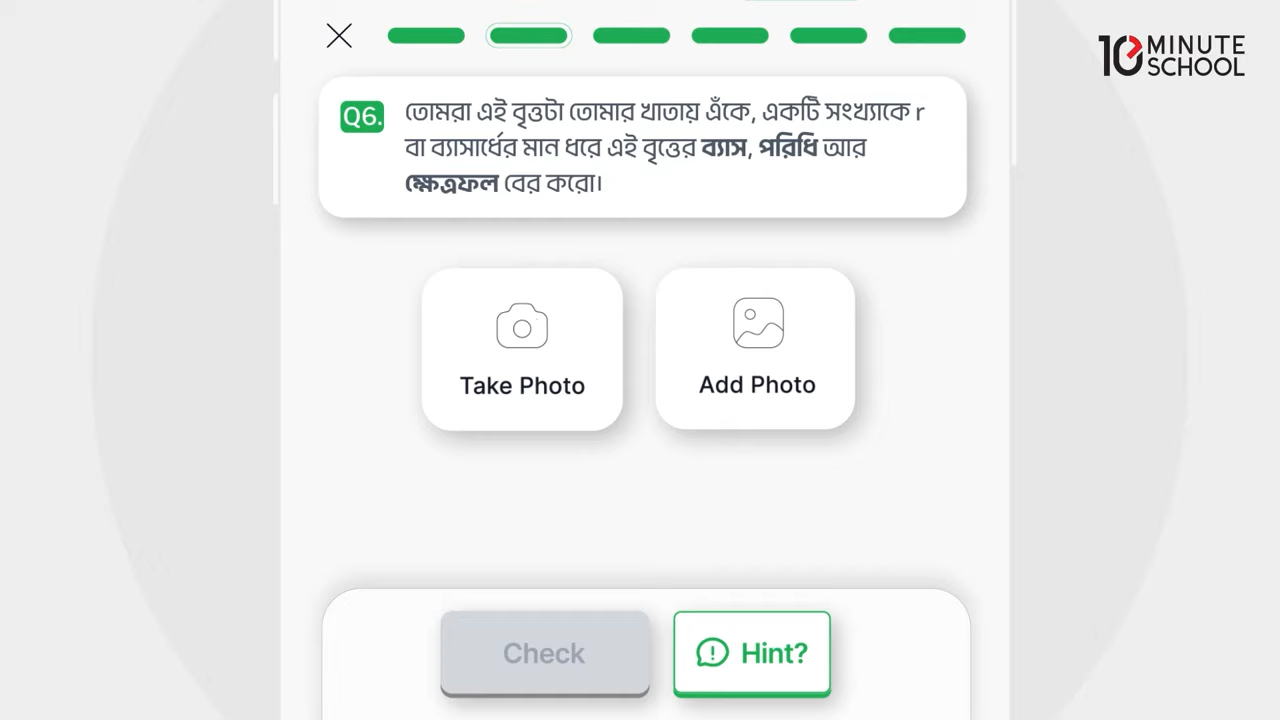 10 MINUTE SCHOOL
Q6. তোমরা এই বৃত্তটা তোমার খাতায় এঁকে, একটি সংখ্যাকে r
বা ব্যাসার্ধের মান ধরে এই বৃত্তের ব্যাস, পরিধি আর
ক্ষেত্রফল বের করো।
Take Photo
Add Photo
Check
Hint?